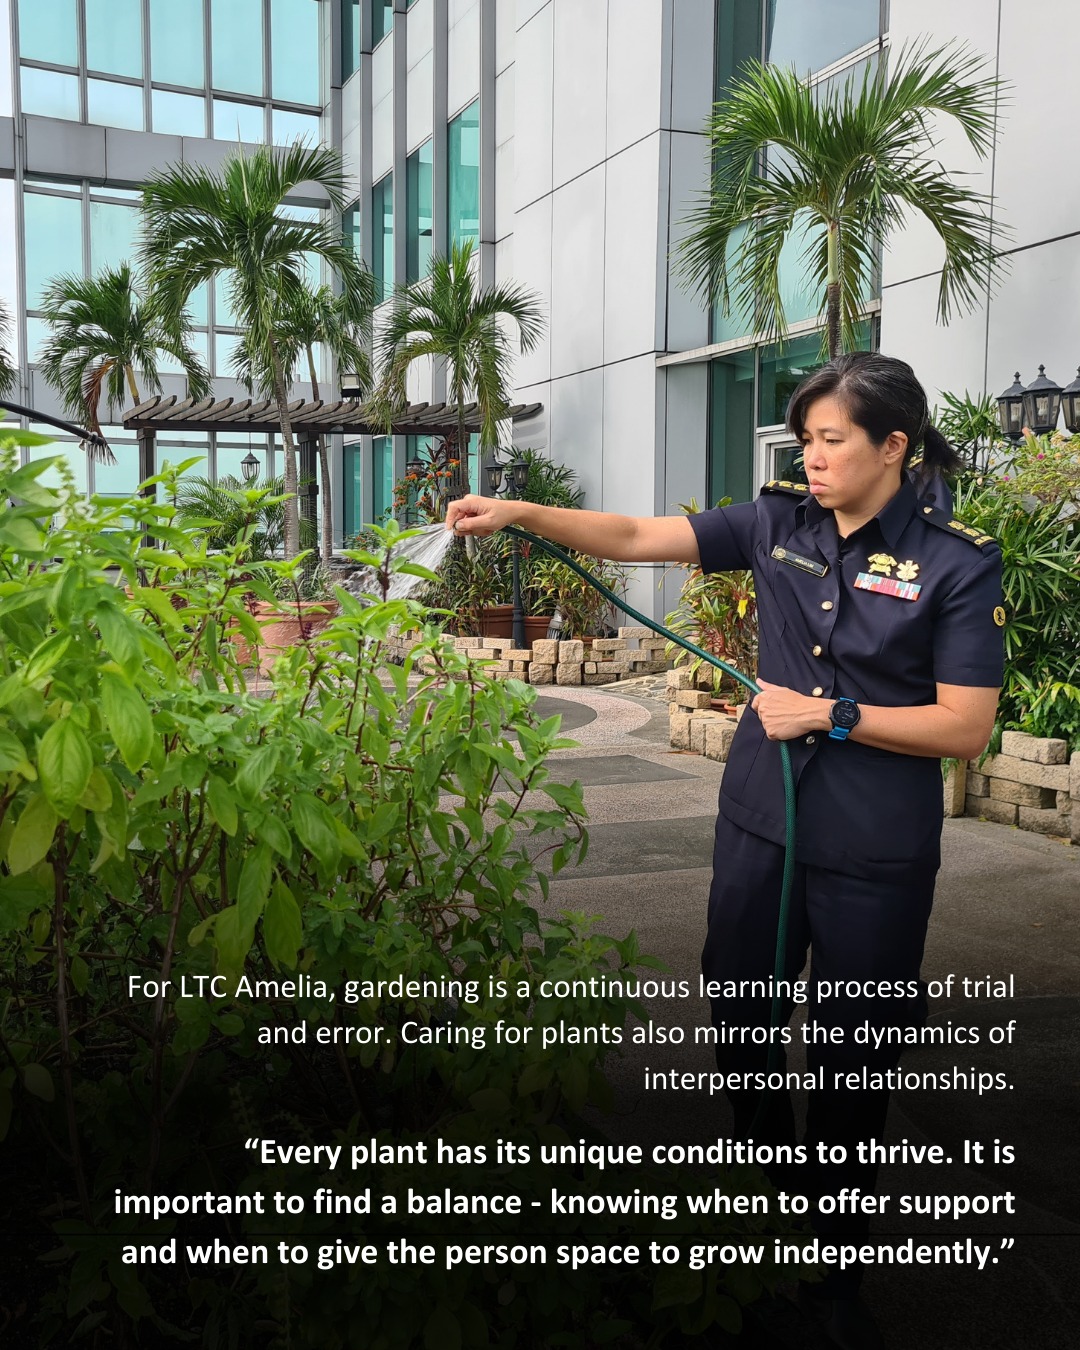 For LTC Amelia, gardening is a continuous learning process of trial
and error. Caring for plants also mirrors the dynamics of
interpersonal relationships.
“Every plant has its unique conditions to thrive. It is
important to find a balance - knowing when to offer support
and when to give the person space to grow independently.”